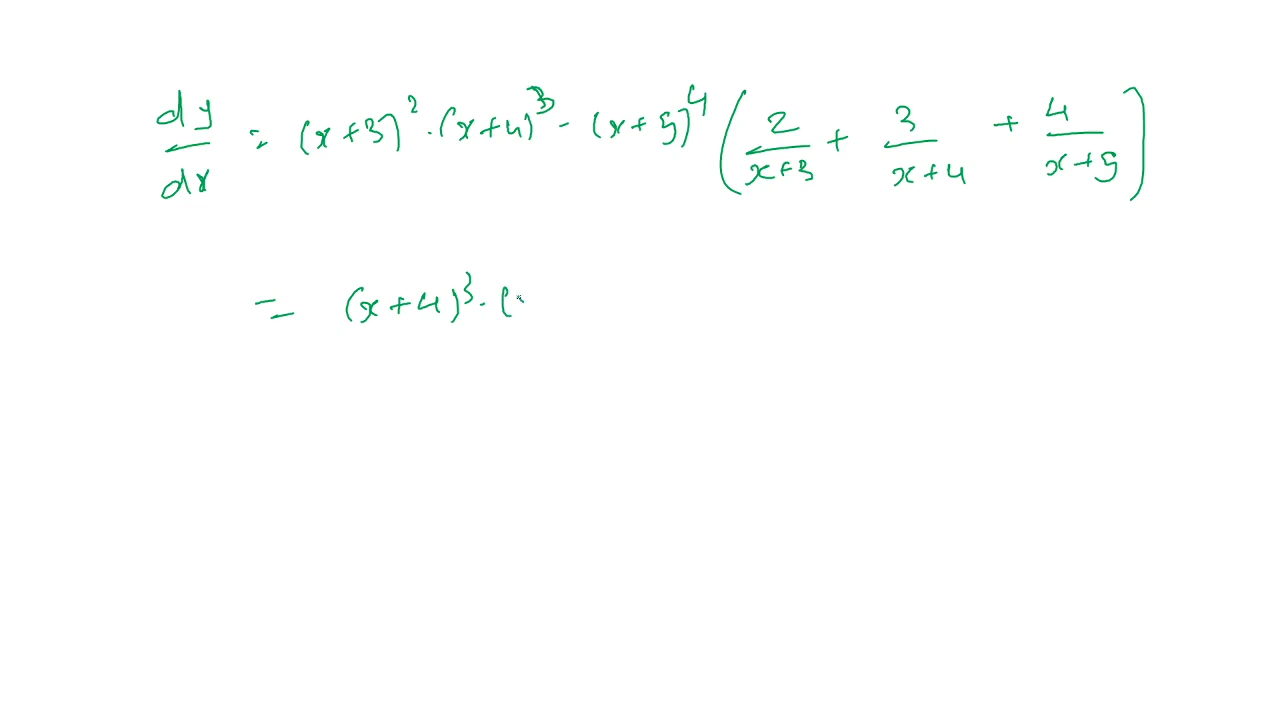 dy/dx = (x+3)² · (x+4)³ - (x+5)⁴ (2/(x+3) + 3/(x+4) + 4/(x+5))
= (x+4)³ · (